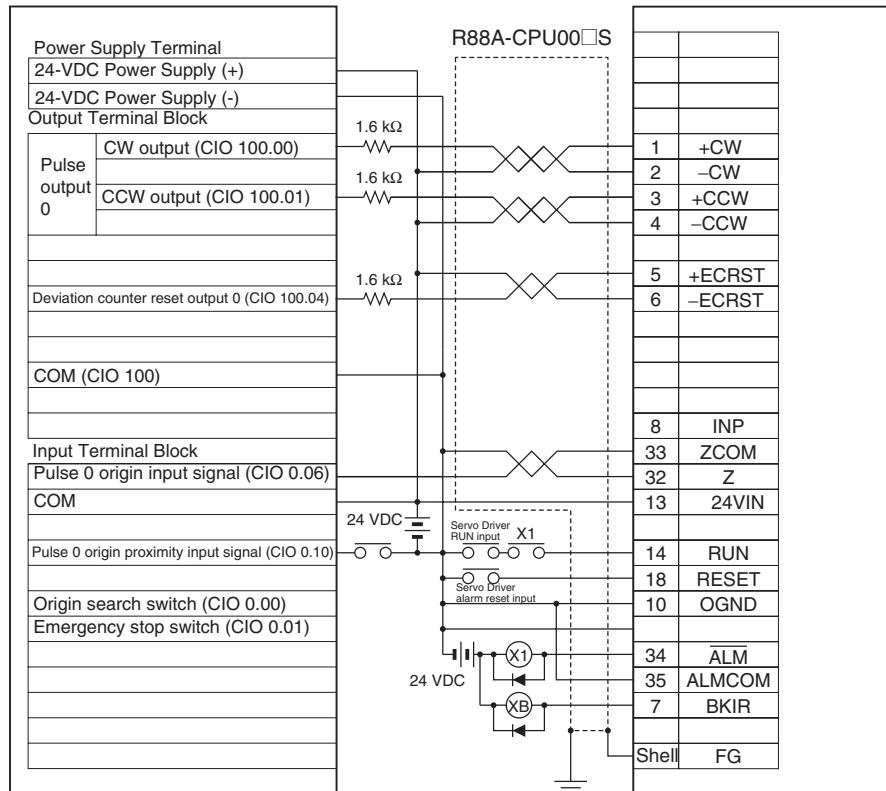 R88A-CPU00□S
Power Supply Terminal
24-VDC Power Supply (+)
24-VDC Power Supply (-)
Output Terminal Block
Pulse
output
0
CW output (CIO 100.00)
CCW output (CIO 100.01)
Deviation counter reset output 0 (CIO 100.04)
COM (CIO 100)
Input Terminal Block
Pulse 0 origin input signal (CIO 0.06)
COM
Pulse 0 origin proximity input signal (CIO 0.10)
Origin search switch (CIO 0.00)
Emergency stop switch (CIO 0.01)
1.6 kΩ
1.6 kΩ
1.6 kΩ
24 VDC
Servo Driver
RUN input
X1
Servo Driver
alarm reset input
24 VDC
X1
XB
1 +CW
2 −CW
3 +CCW
4 −CCW
5 +ECRST
6 −ECRST
8 INP
33 ZCOM
32 Z
13 24VIN
14 RUN
18 RESET
10 OGND
34 A̅L̅M̅
35 ALMCOM
7 BKIR
Shell FG